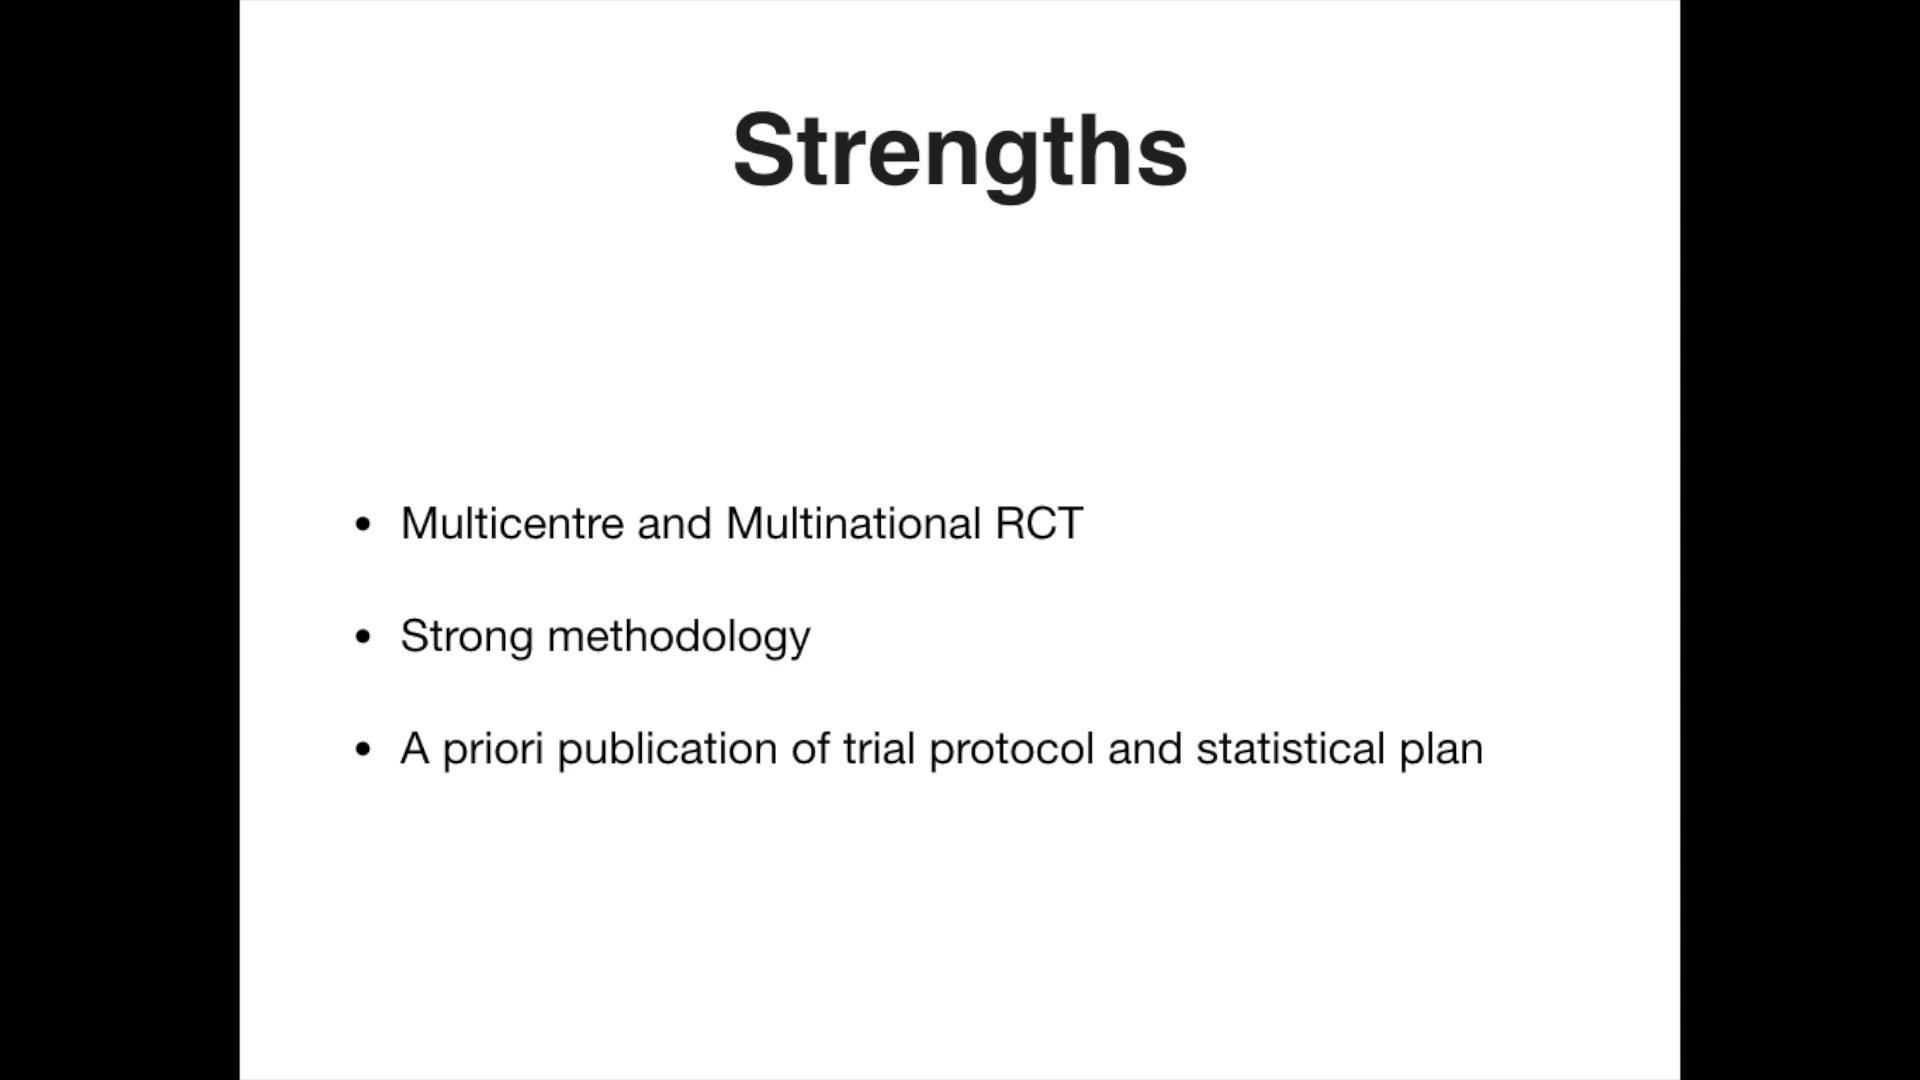 Strengths
• Multicentre and Multinational RCT
• Strong methodology
• A priori publication of trial protocol and statistical plan